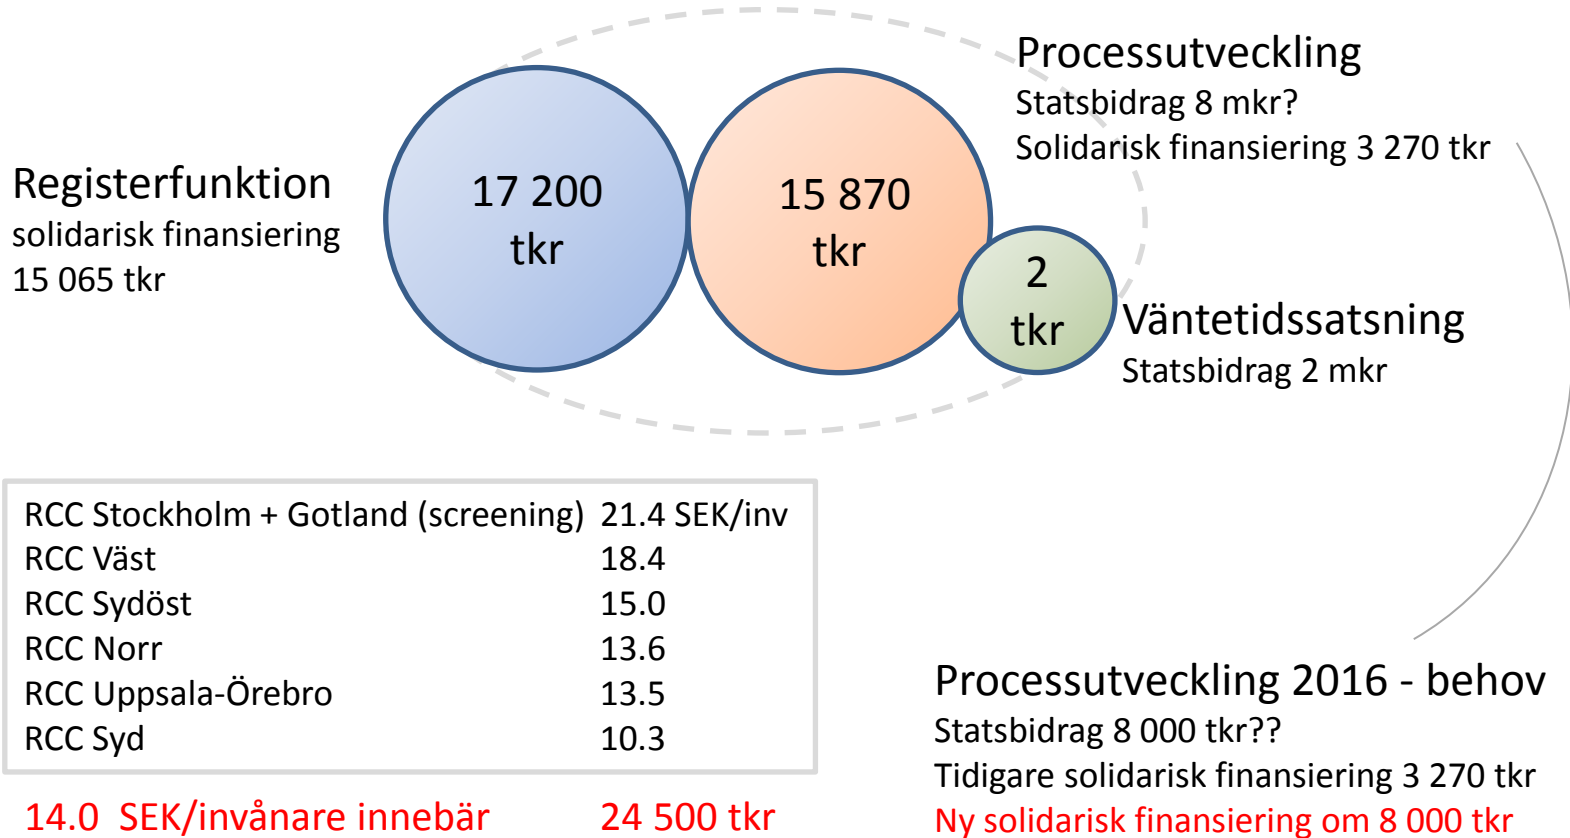 Processutveckling
Statsbidrag 8 mkr?
Solidarisk finansiering 3 270 tkr
Registerfunktion
solidarisk finansiering
15 065 tkr
17 200
tkr
15 870
tkr
2
tkr
Väntetidssatsning
Statsbidrag 2 mkr
RCC Stockholm + Gotland (screening) 21.4 SEK/inv
RCC Väst 18.4
RCC Sydöst 15.0
RCC Norr 13.6
RCC Uppsala-Örebro 13.5
RCC Syd 10.3
14.0 SEK/invånare innebär 24 500 tkr
Processutveckling 2016 - behov
Statsbidrag 8 000 tkr??
Tidigare solidarisk finansiering 3 270 tkr
Ny solidarisk finansiering om 8 000 tkr